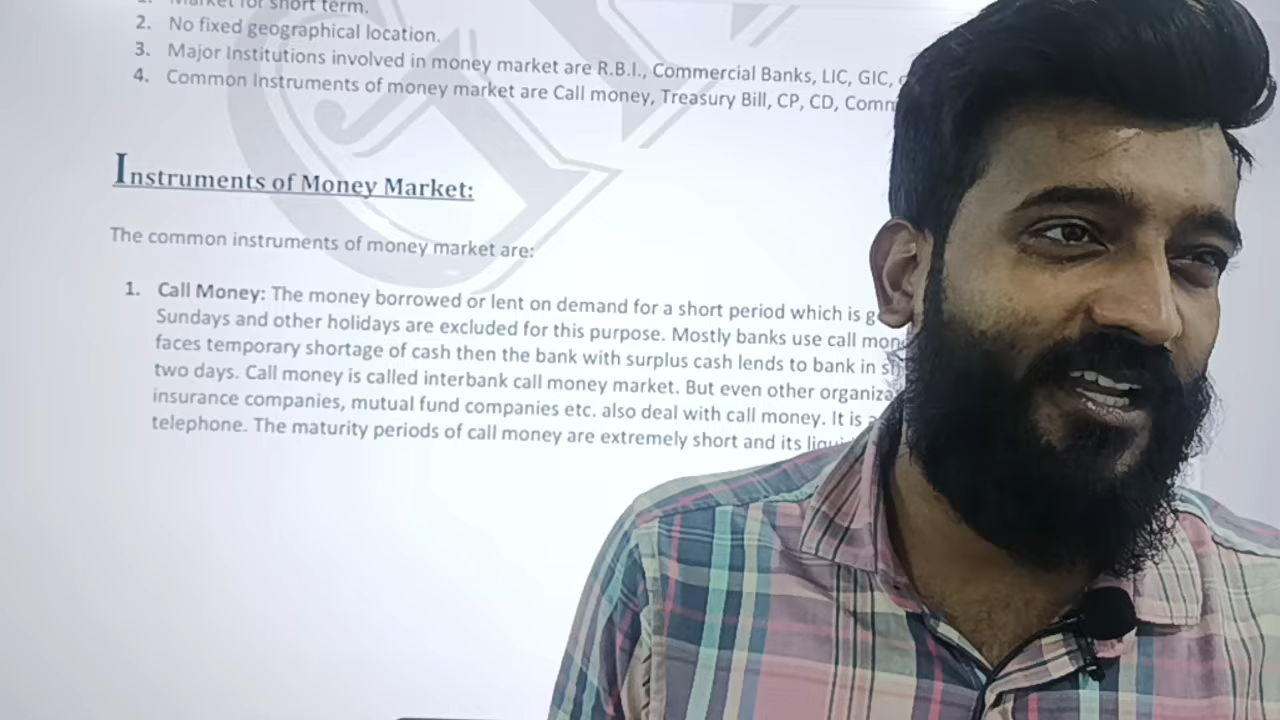 1. Market for short term.
2. No fixed geographical location.
3. Major Institutions involved in money market are R.B.I., Commercial Banks, LIC, GIC,
4. Common Instruments of money market are Call money, Treasury Bill, CP, CD,
Instruments of Money Market:
The common instruments of money market are:
1. Call Money: The money borrowed or lent on demand for a short period which is
Sundays and other holidays are excluded for this purpose. Mostly banks use call
faces temporary shortage of cash then the bank with surplus cash lends to bank in
two days. Call money is called interbank call money market. But even other
insurance companies, mutual fund companies etc. also deal with call money. It is
telephone. The maturity periods of call money are extremely short and its